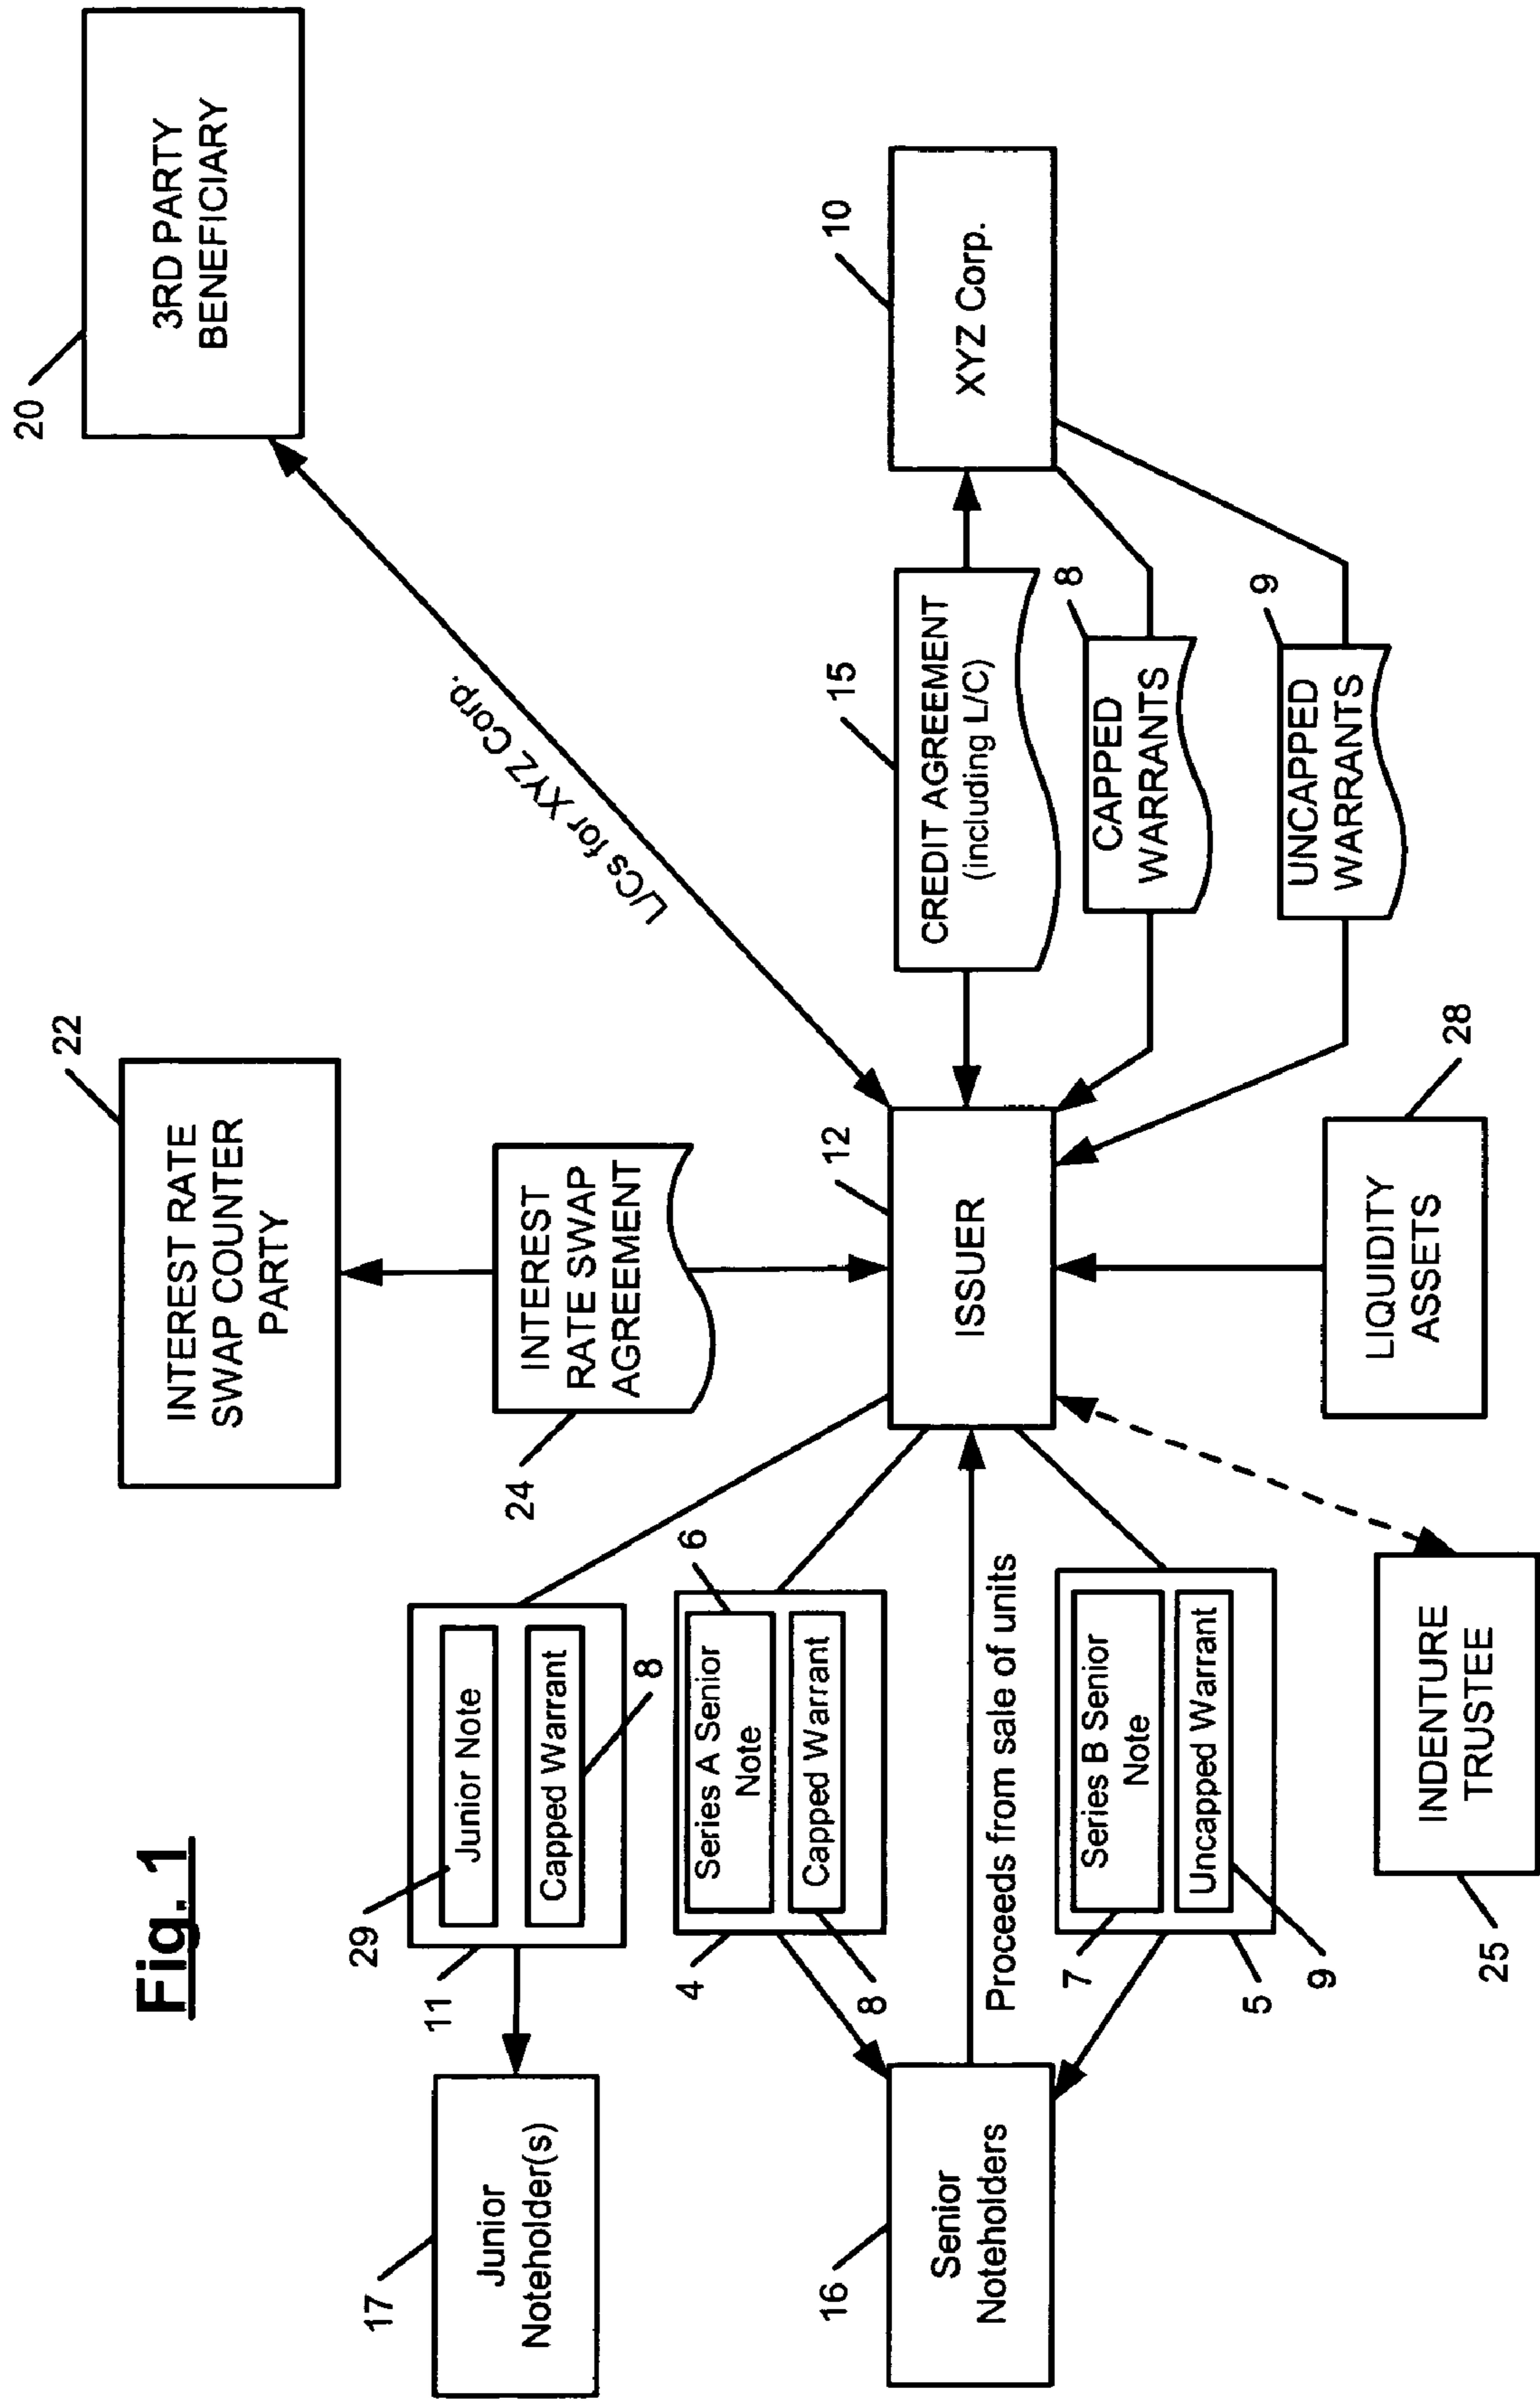 Fig. 1
20
3RD PARTY
BENEFICIARY
22
INTEREST RATE
SWAP COUNTER
PARTY
L/Cs for XYZ Corp.
24
INTEREST
RATE SWAP
AGREEMENT
29
Junior Note
Capped Warrant
8
11
17
Junior
Noteholder(s)
6
Series A Senior
Note
Capped Warrant
4
8
16
Senior
Noteholders
Proceeds from sale of units
12
ISSUER
15
CREDIT AGREEMENT
(including L/C)
10
XYZ Corp.
8
CAPPED
WARRANTS
9
UNCAPPED
WARRANTS
7
Series B Senior
Note
Uncapped Warrant
5
9
28
LIQUIDITY
ASSETS
25
INDENTURE
TRUSTEE